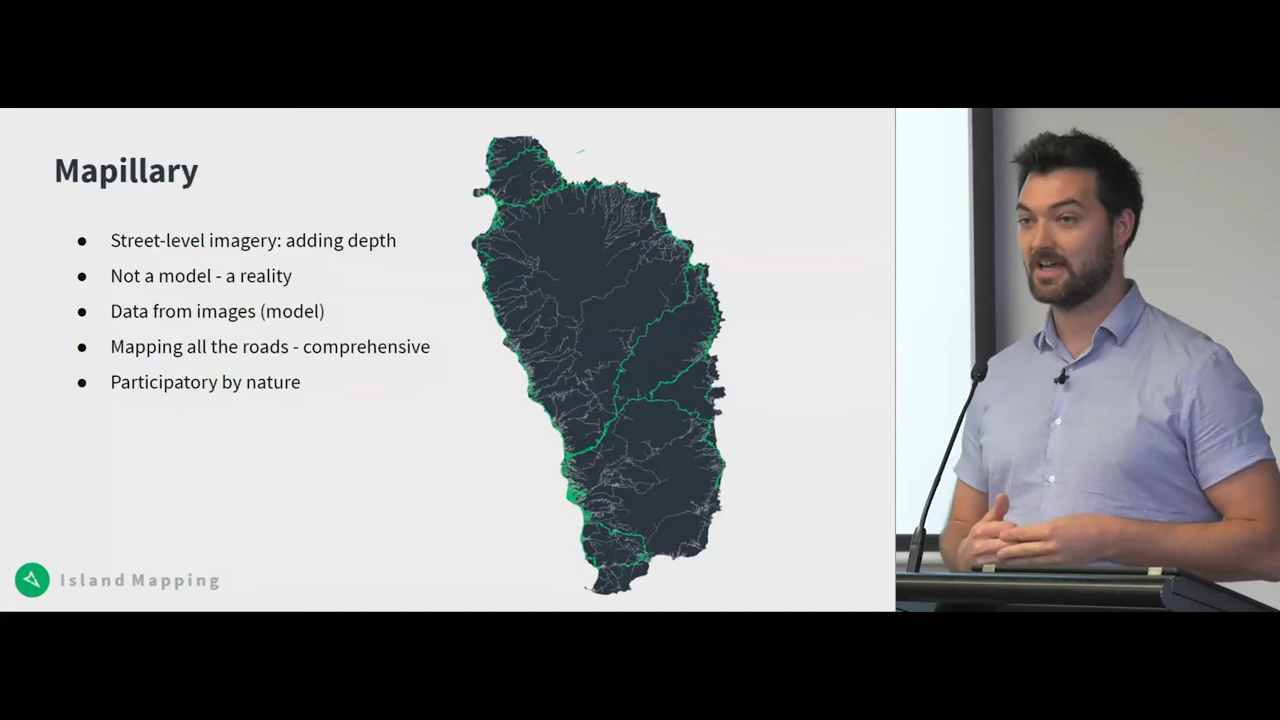 Mapillary
● Street-level imagery: adding depth
● Not a model - a reality
● Data from images (model)
● Mapping all the roads - comprehensive
● Participatory by nature
Island Mapping